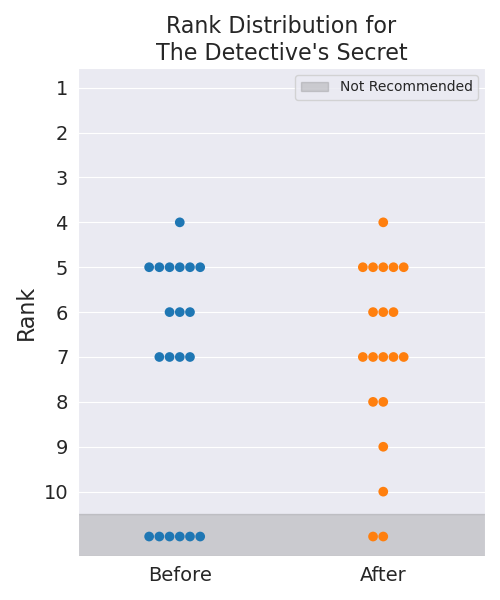 Rank Distribution for
The Detective's Secret
Not Recommended
1
2
3
4
5
6
7
8
9
10
Rank
Before
After